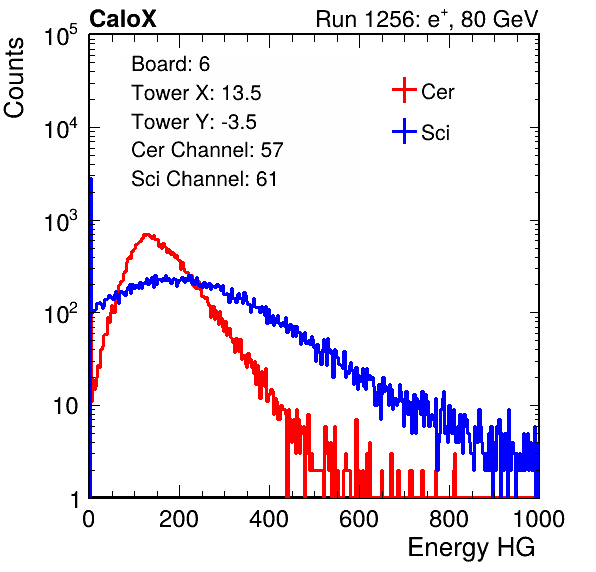 CaloX Run 1256: e⁺, 80 GeV
Counts
Board: 6
Tower X: 13.5
Tower Y: -3.5
Cer Channel: 57
Sci Channel: 61
Cer
Sci
10⁵
10⁴
10³
10²
10
1
0 200 400 600 800 1000
Energy HG